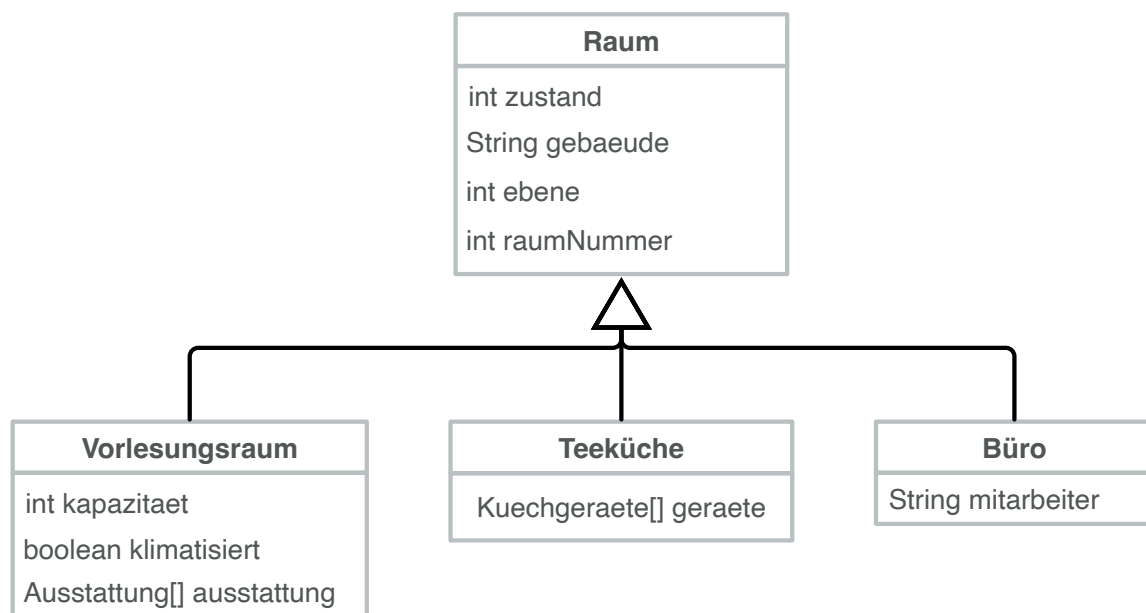 Raum
int zustand
String gebaeude
int ebene
int raumNummer
Vorlesungsraum
int kapazitaet
boolean klimatisiert
Ausstattung[] ausstattung
Teeküche
Kuechgeraete[] geraete
Büro
String mitarbeiter